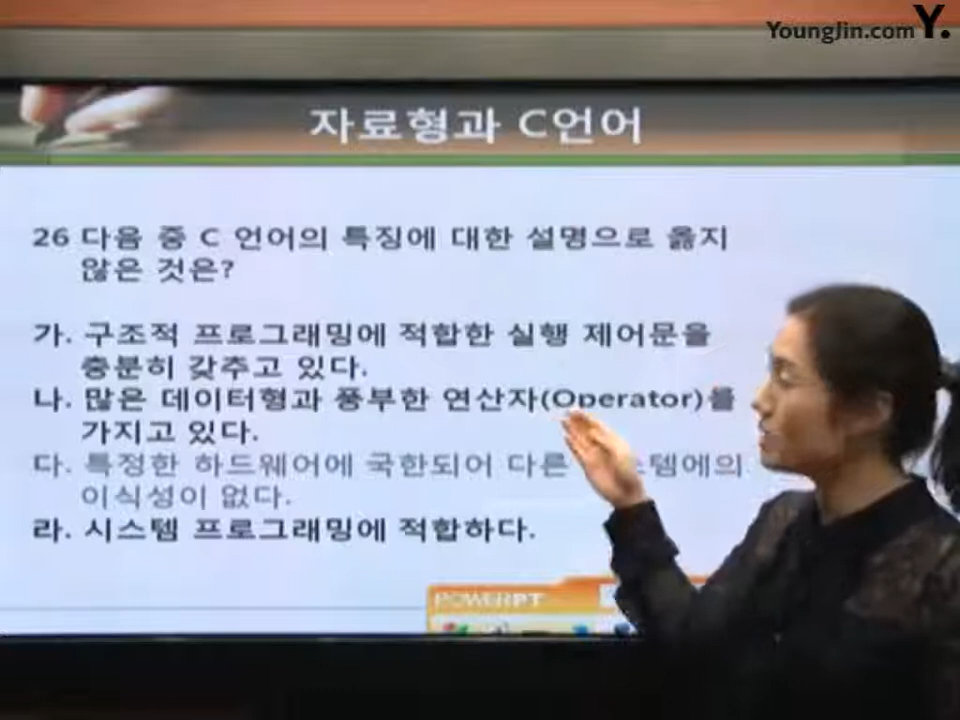 YoungJin.com Y.
자료형과 C언어
26 다음 중 C 언어의 특징에 대한 설명으로 옳지
않은 것은?
가. 구조적 프로그래밍에 적합한 실행 제어문을
충분히 갖추고 있다.
나. 많은 데이터형과 풍부한 연산자(Operator)를
가지고 있다.
다. 특정한 하드웨어에 국한되어 다른 스템에의
이식성이 없다.
라. 시스템 프로그래밍에 적합하다.
POWERPT